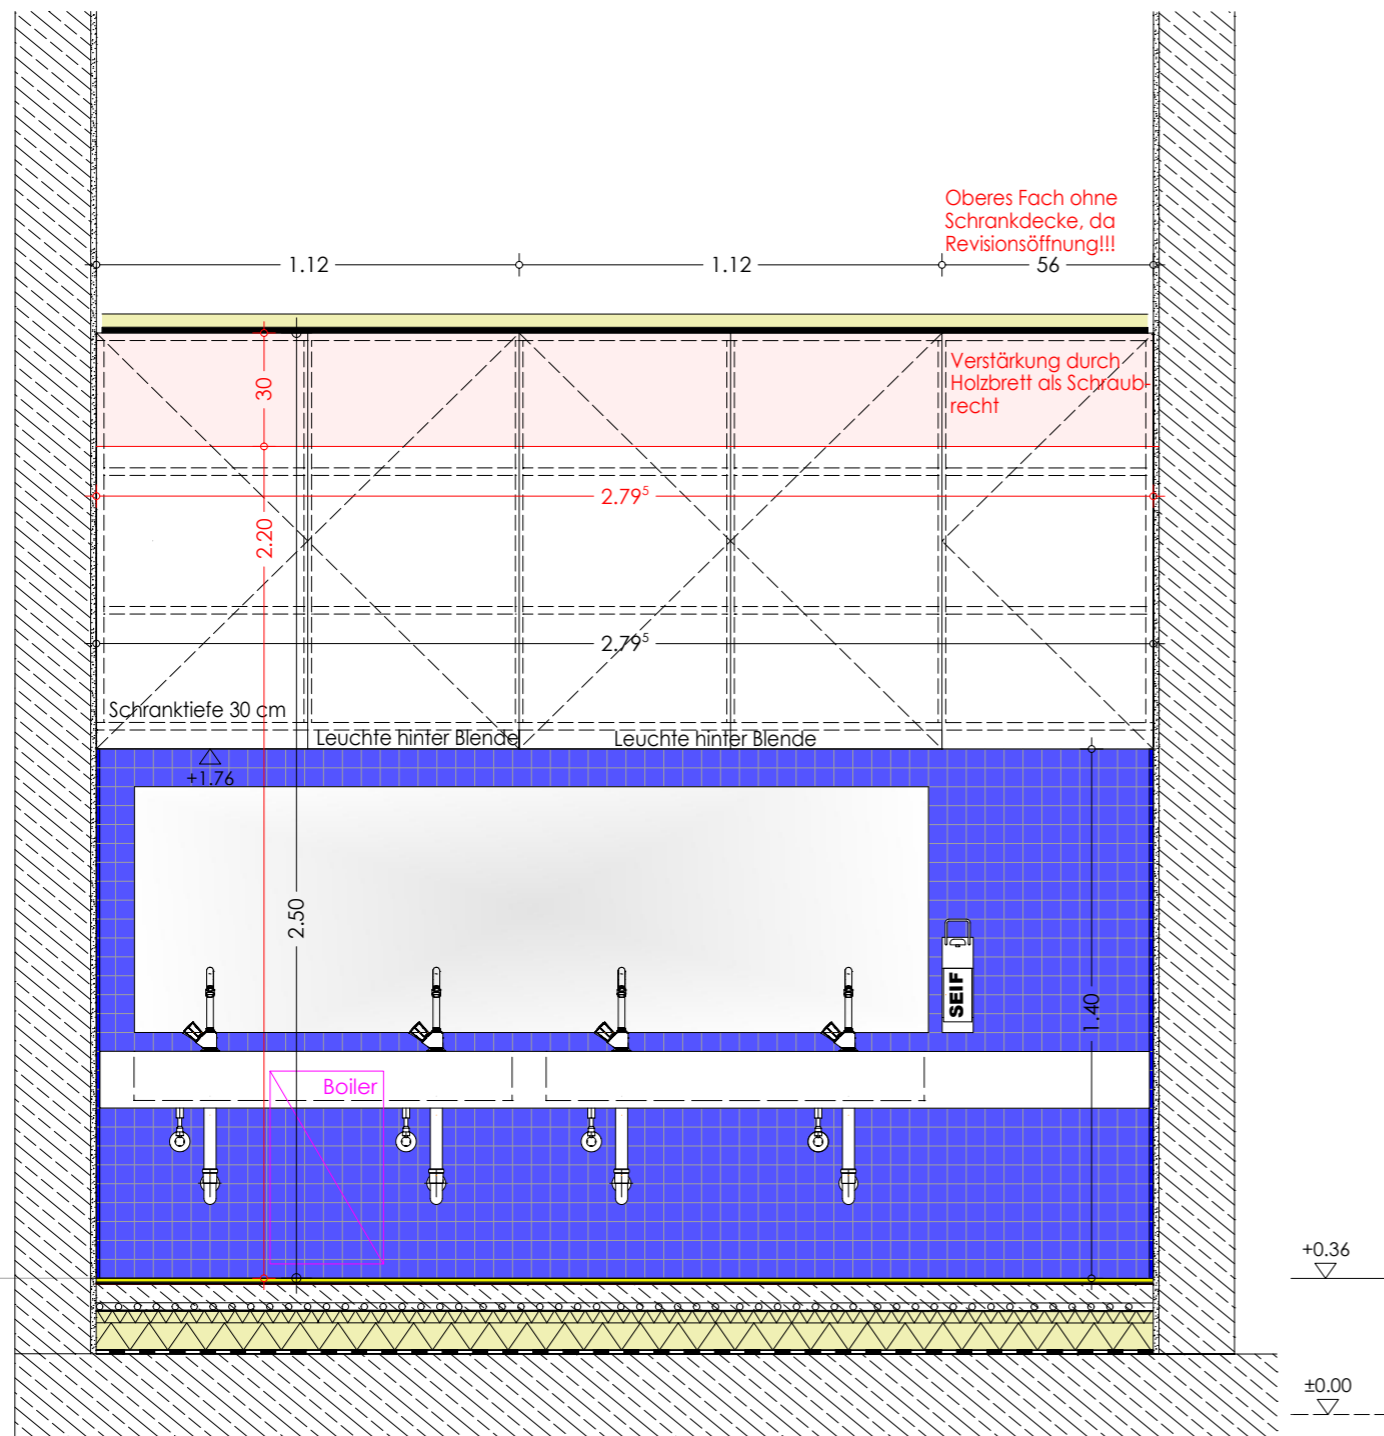 Oberes Fach ohne
Schrankdecke, da
Revisionsöffnung!!!
1.12
1.12
56
30
Verstärkung durch
Holzbrett als Schraub-
recht
2.79⁵
2.20
2.79⁵
Schranktiefe 30 cm
Leuchte hinter Blende
Leuchte hinter Blende
+1.76
2.50
SEIF
1.40
Boiler
+0.36
±0.00